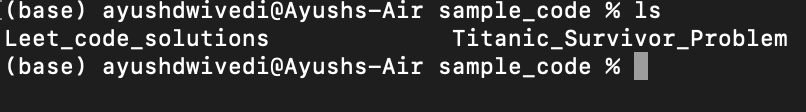 (base) ayushdwivedi@Ayushs-Air sample_code % ls
Leet_code_solutions Titanic_Survivor_Problem
(base) ayushdwivedi@Ayushs-Air sample_code %